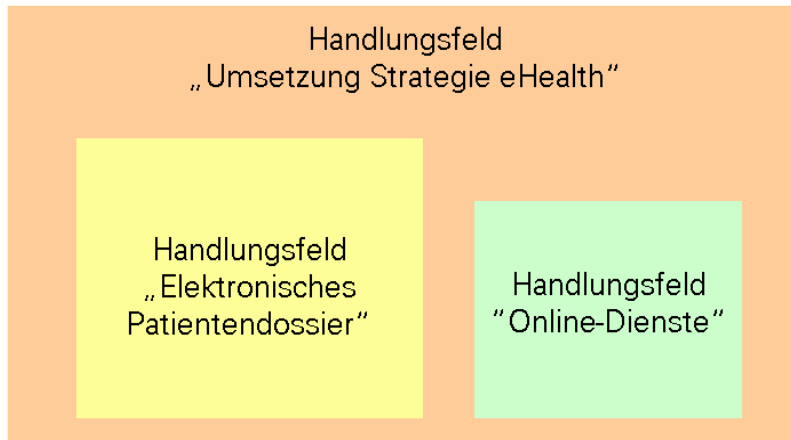 Handlungsfeld
„Umsetzung Strategie eHealth“
Handlungsfeld
„Elektronisches
Patientendossier“
Handlungsfeld
“Online-Dienste“